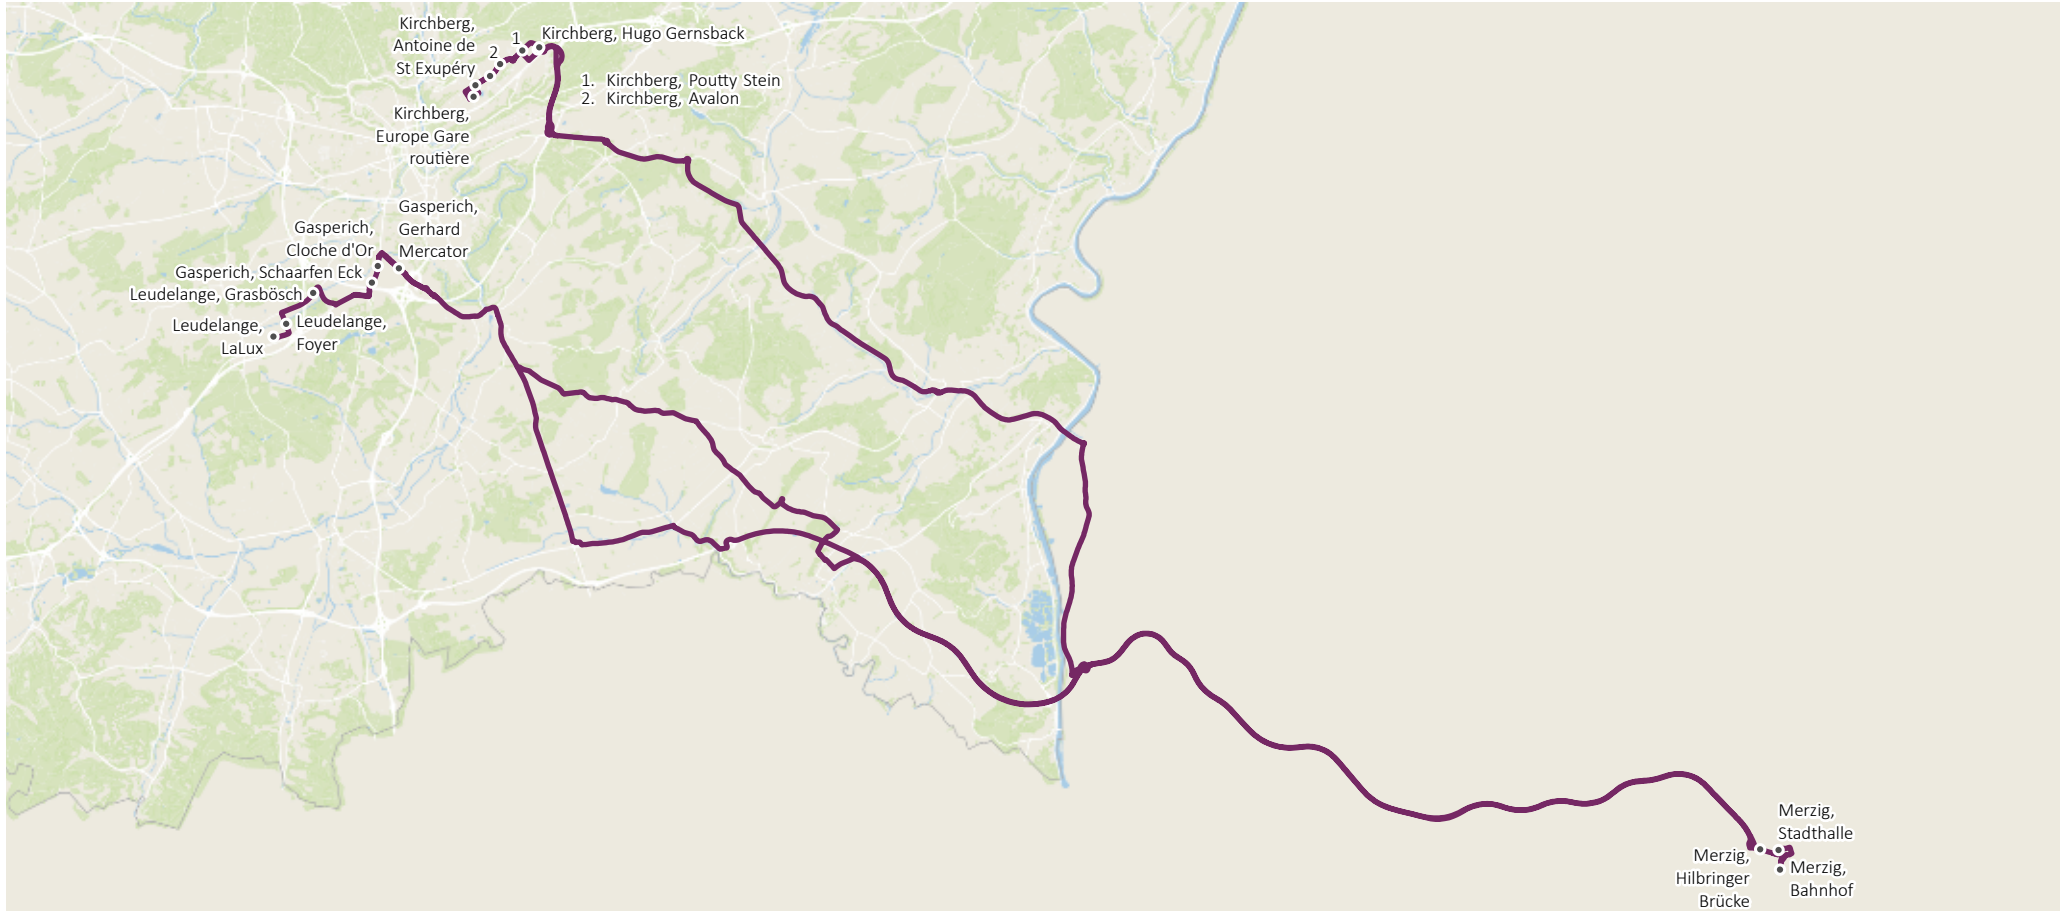 Kirchberg,
Antoine de
St Exupéry
1
2
Kirchberg, Hugo Gernsback
1. Kirchberg, Poutty Stein
2. Kirchberg, Avalon
Kirchberg,
Europe Gare
routière
Gasperich,
Gerhard
Mercator
Gasperich,
Cloche d'Or
Gasperich, Schaarfen Eck
Leudelange, Grasbösch
Leudelange,
LaLux
Leudelange,
Foyer
Merzig,
Stadthalle
Merzig,
Hilbringer
Brücke
Merzig,
Bahnhof